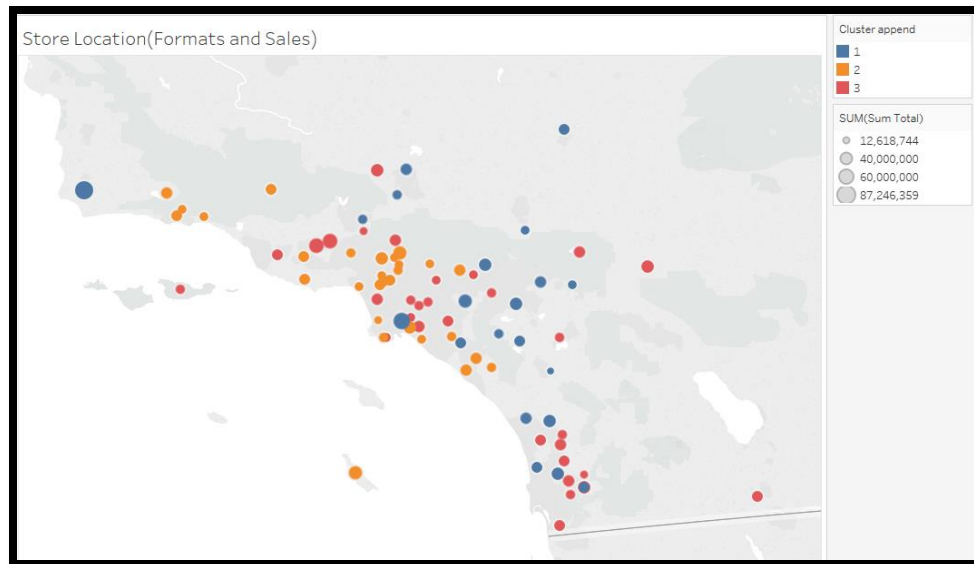 Store Location(Formats and Sales)
Cluster append
1
2
3
SUM(Sum Total)
12,618,744
40,000,000
60,000,000
87,246,359